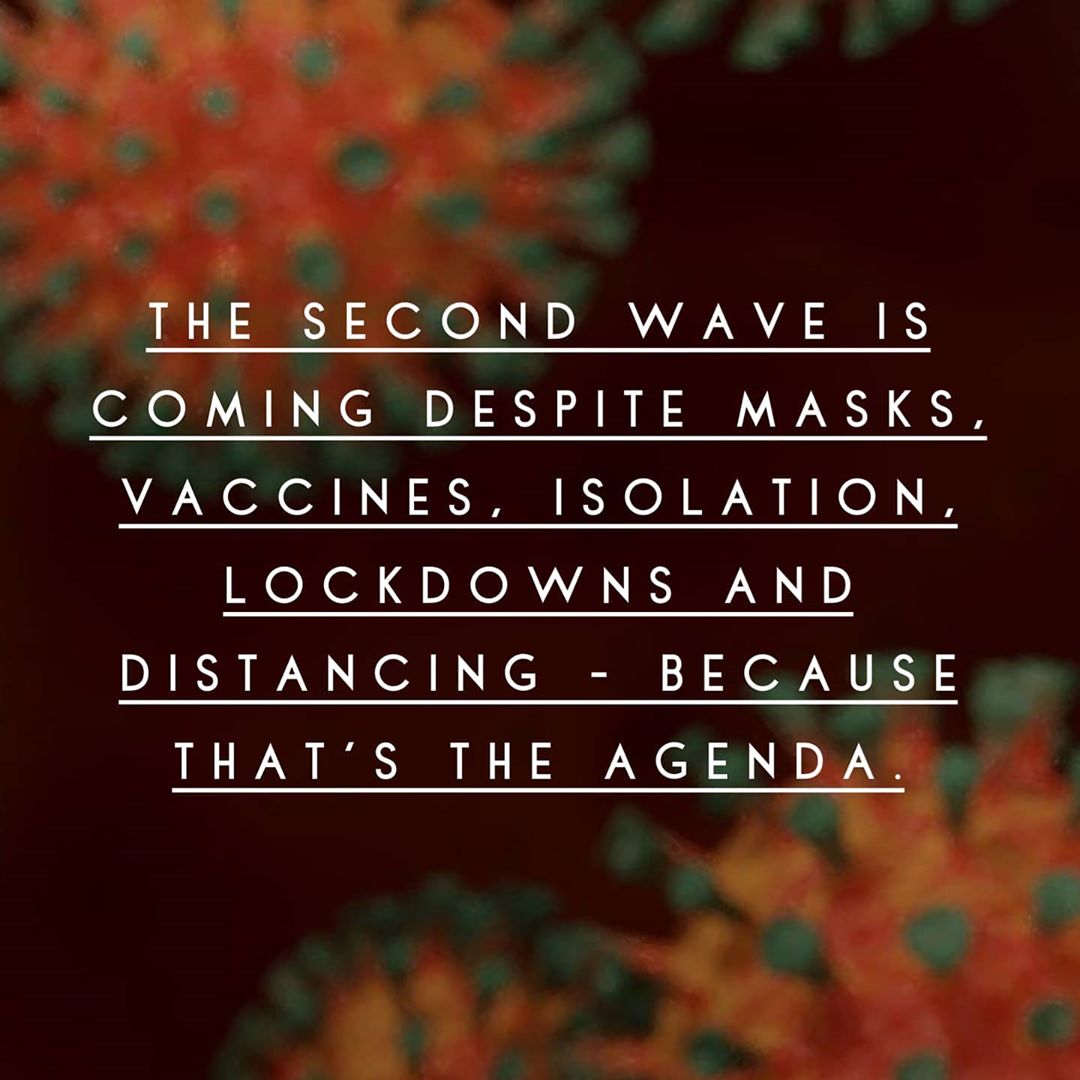 THE SECOND WAVE IS
COMING DESPITE MASKS,
VACCINES, ISOLATION,
LOCKDOWNS AND
DISTANCING - BECAUSE
THAT'S THE AGENDA.